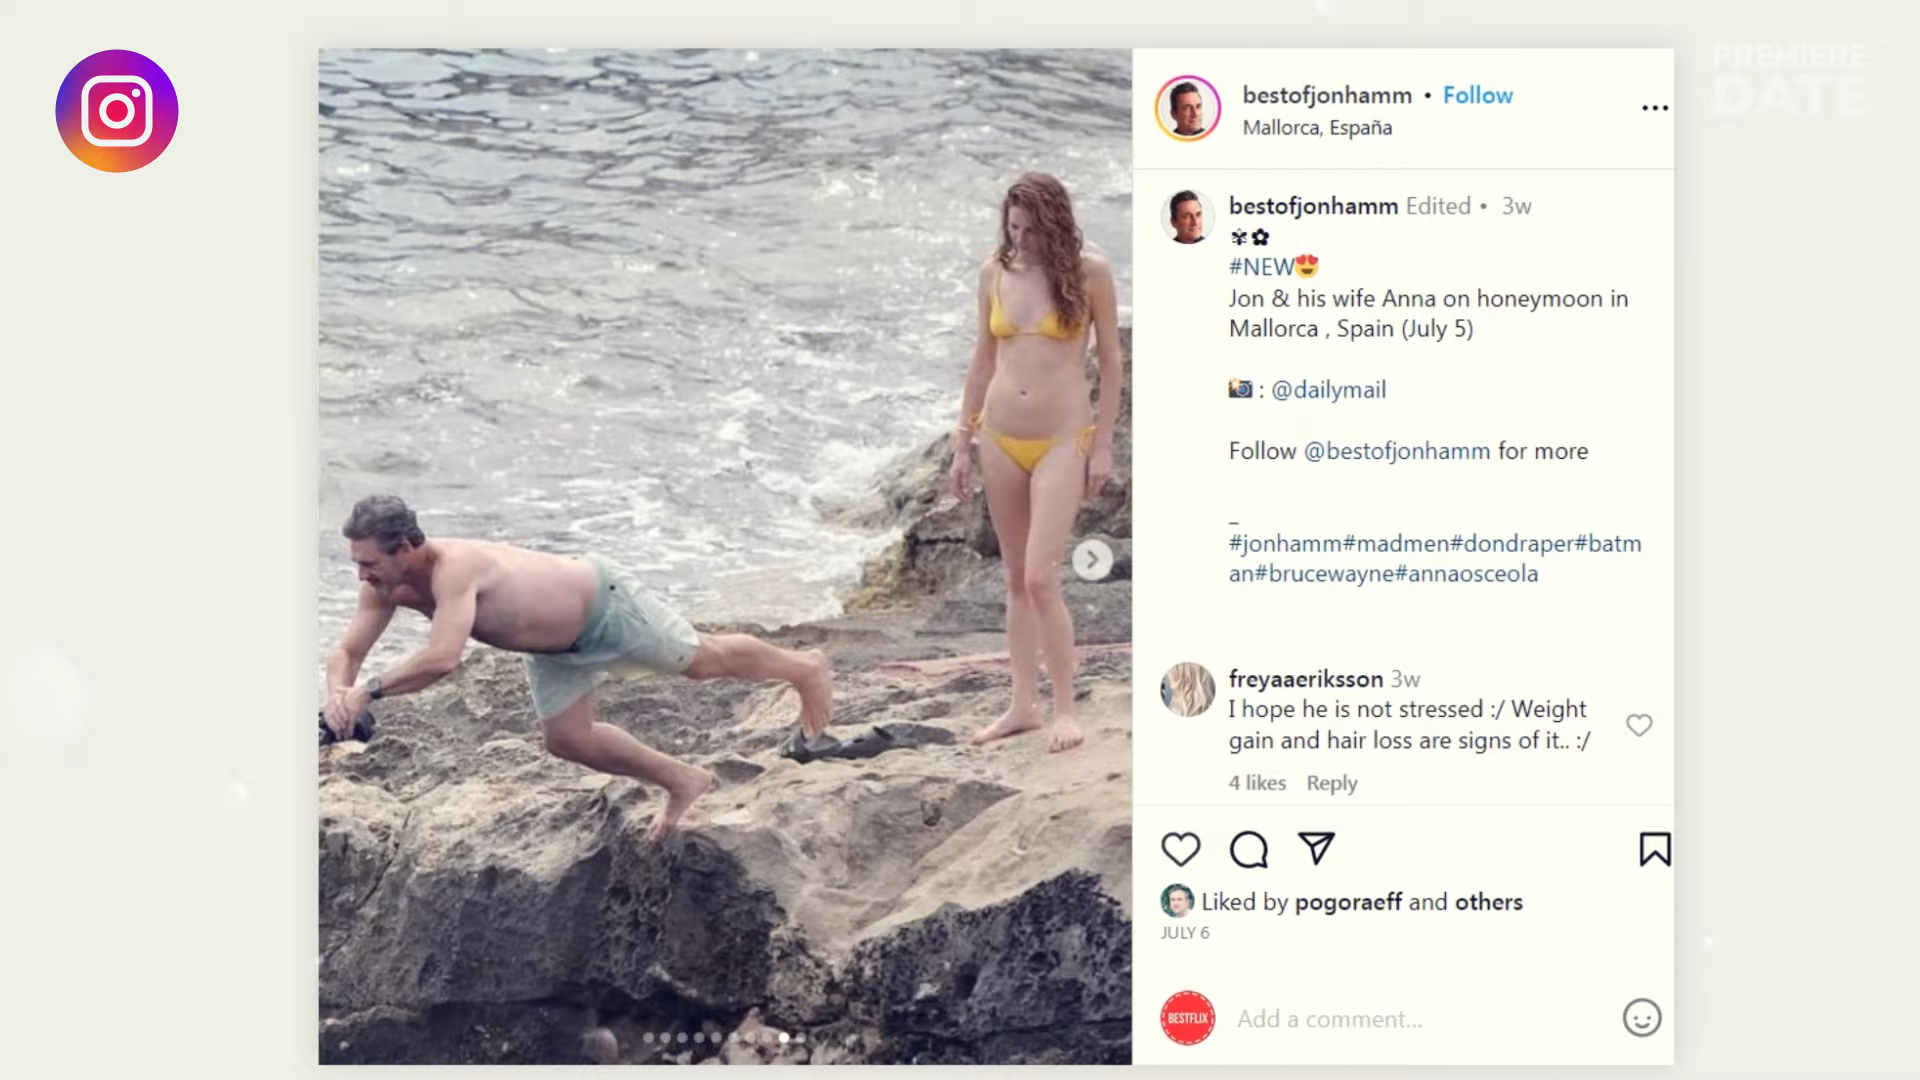 PREMIERE
DATE
bestofjonhamm • Follow
Mallorca, España
bestofjonhamm Edited • 3w
✾✿
#NEW😍
Jon & his wife Anna on honeymoon in
Mallorca , Spain (July 5)
📸 : @dailymail
Follow @bestofjonhamm for more
_
#jonhamm#madmen#dondraper#batm
an#brucewayne#annaosceola
freyaaeriksson 3w
I hope he is not stressed :/ Weight
gain and hair loss are signs of it.. :/
4 likes Reply
Liked by pogoraeff and others
JULY 6
BESTFLIX
Add a comment...